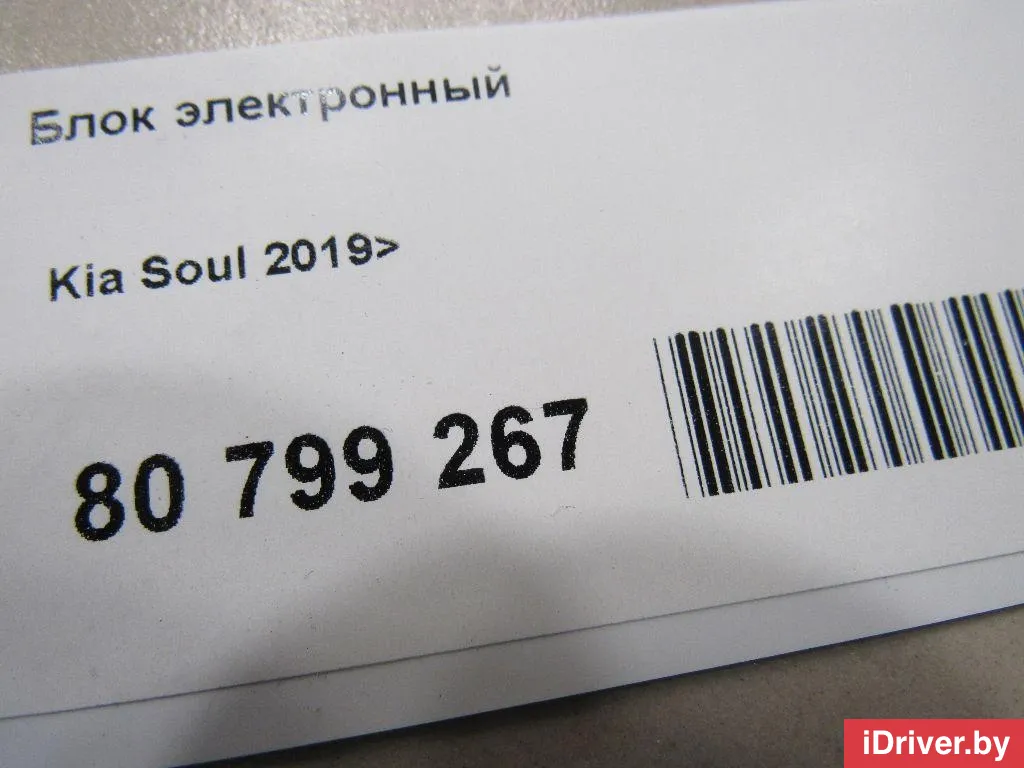 Блок электронный
Kia Soul 2019>
80 799 267
iDriver.by